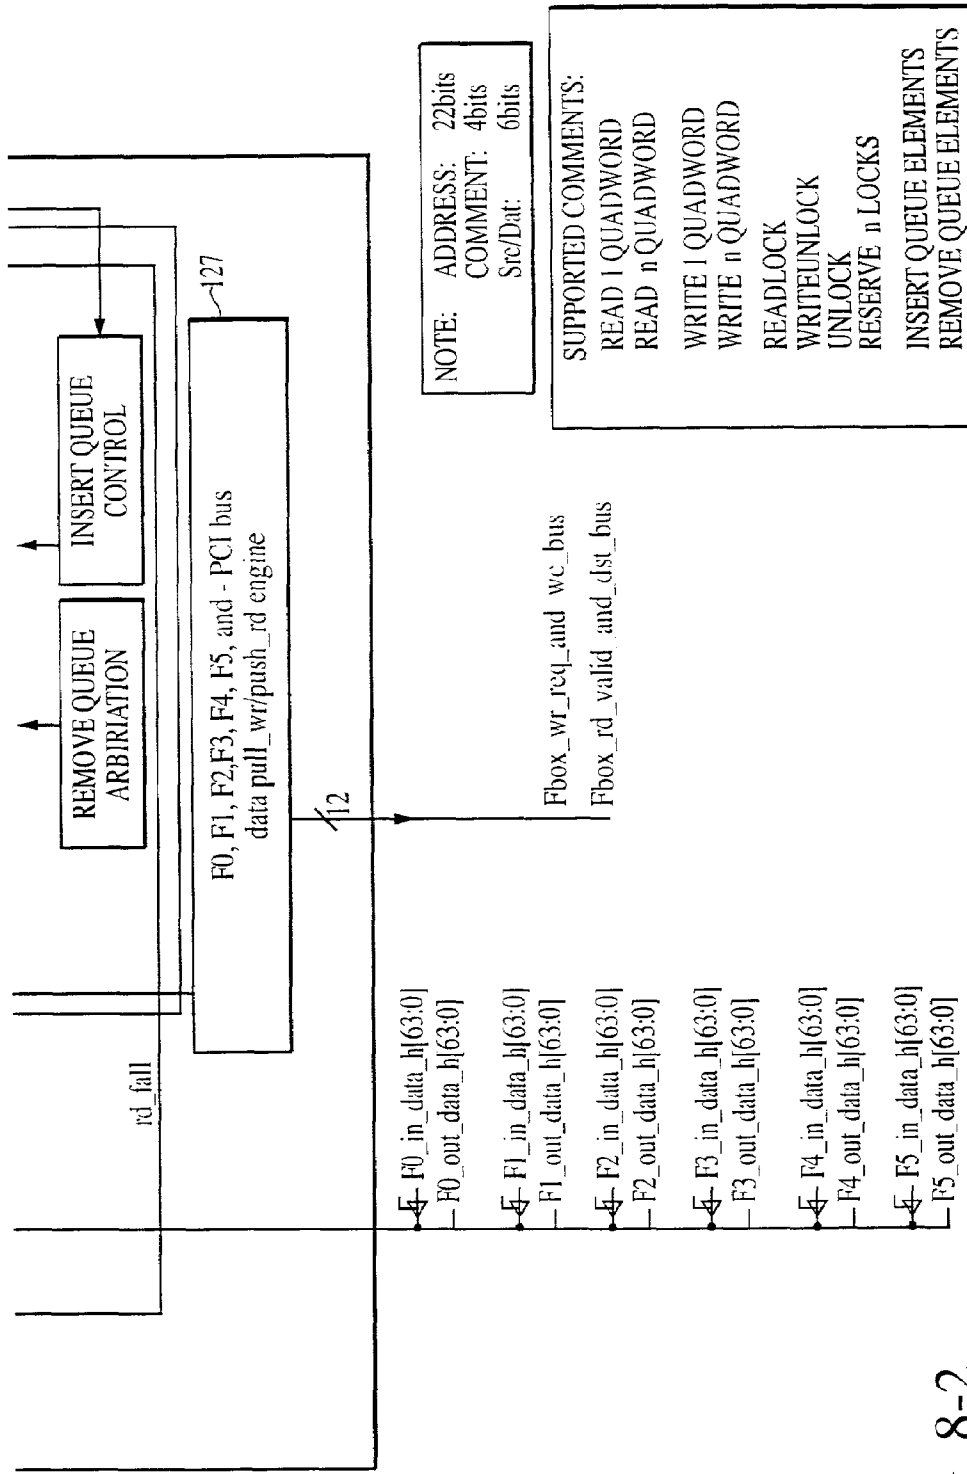 rd_fall
REMOVE QUEUE
ARBIRIATION
INSERT QUEUE
CONTROL
F0, F1, F2,F3, F4, F5, and - PCI bus
data pull_wr/push_rd engine
127
12
Fbox_wr_req_and wc_bus
Fbox_rd_valid_and_dst_bus
F0_in_data_h[63:0]
F0_out_data_h[63:0]
F1_in_data_h[63:0]
F1_out_data_h[63:0]
F2_in_data_h[63:0]
F2_out_data_h[63:0]
F3_in_data_h[63:0]
F3_out_data_h[63:0]
F4_in_data_h[63:0]
F4_out_data_h[63:0]
F5_in_data_h[63:0]
F5_out_data_h[63:0]
NOTE: ADDRESS: 22bits
COMMENT: 4bits
Src/Dat: 6bits
SUPPORTED COMMENTS:
READ 1 QUADWORD
READ n QUADWORD
WRITE 1 QUADWORD
WRITE n QUADWORD
READLOCK
WRITEUNLOCK
UNLOCK
RESERVE n LOCKS
INSERT QUEUE ELEMENTS
REMOVE QUEUE ELEMENTS
8-2